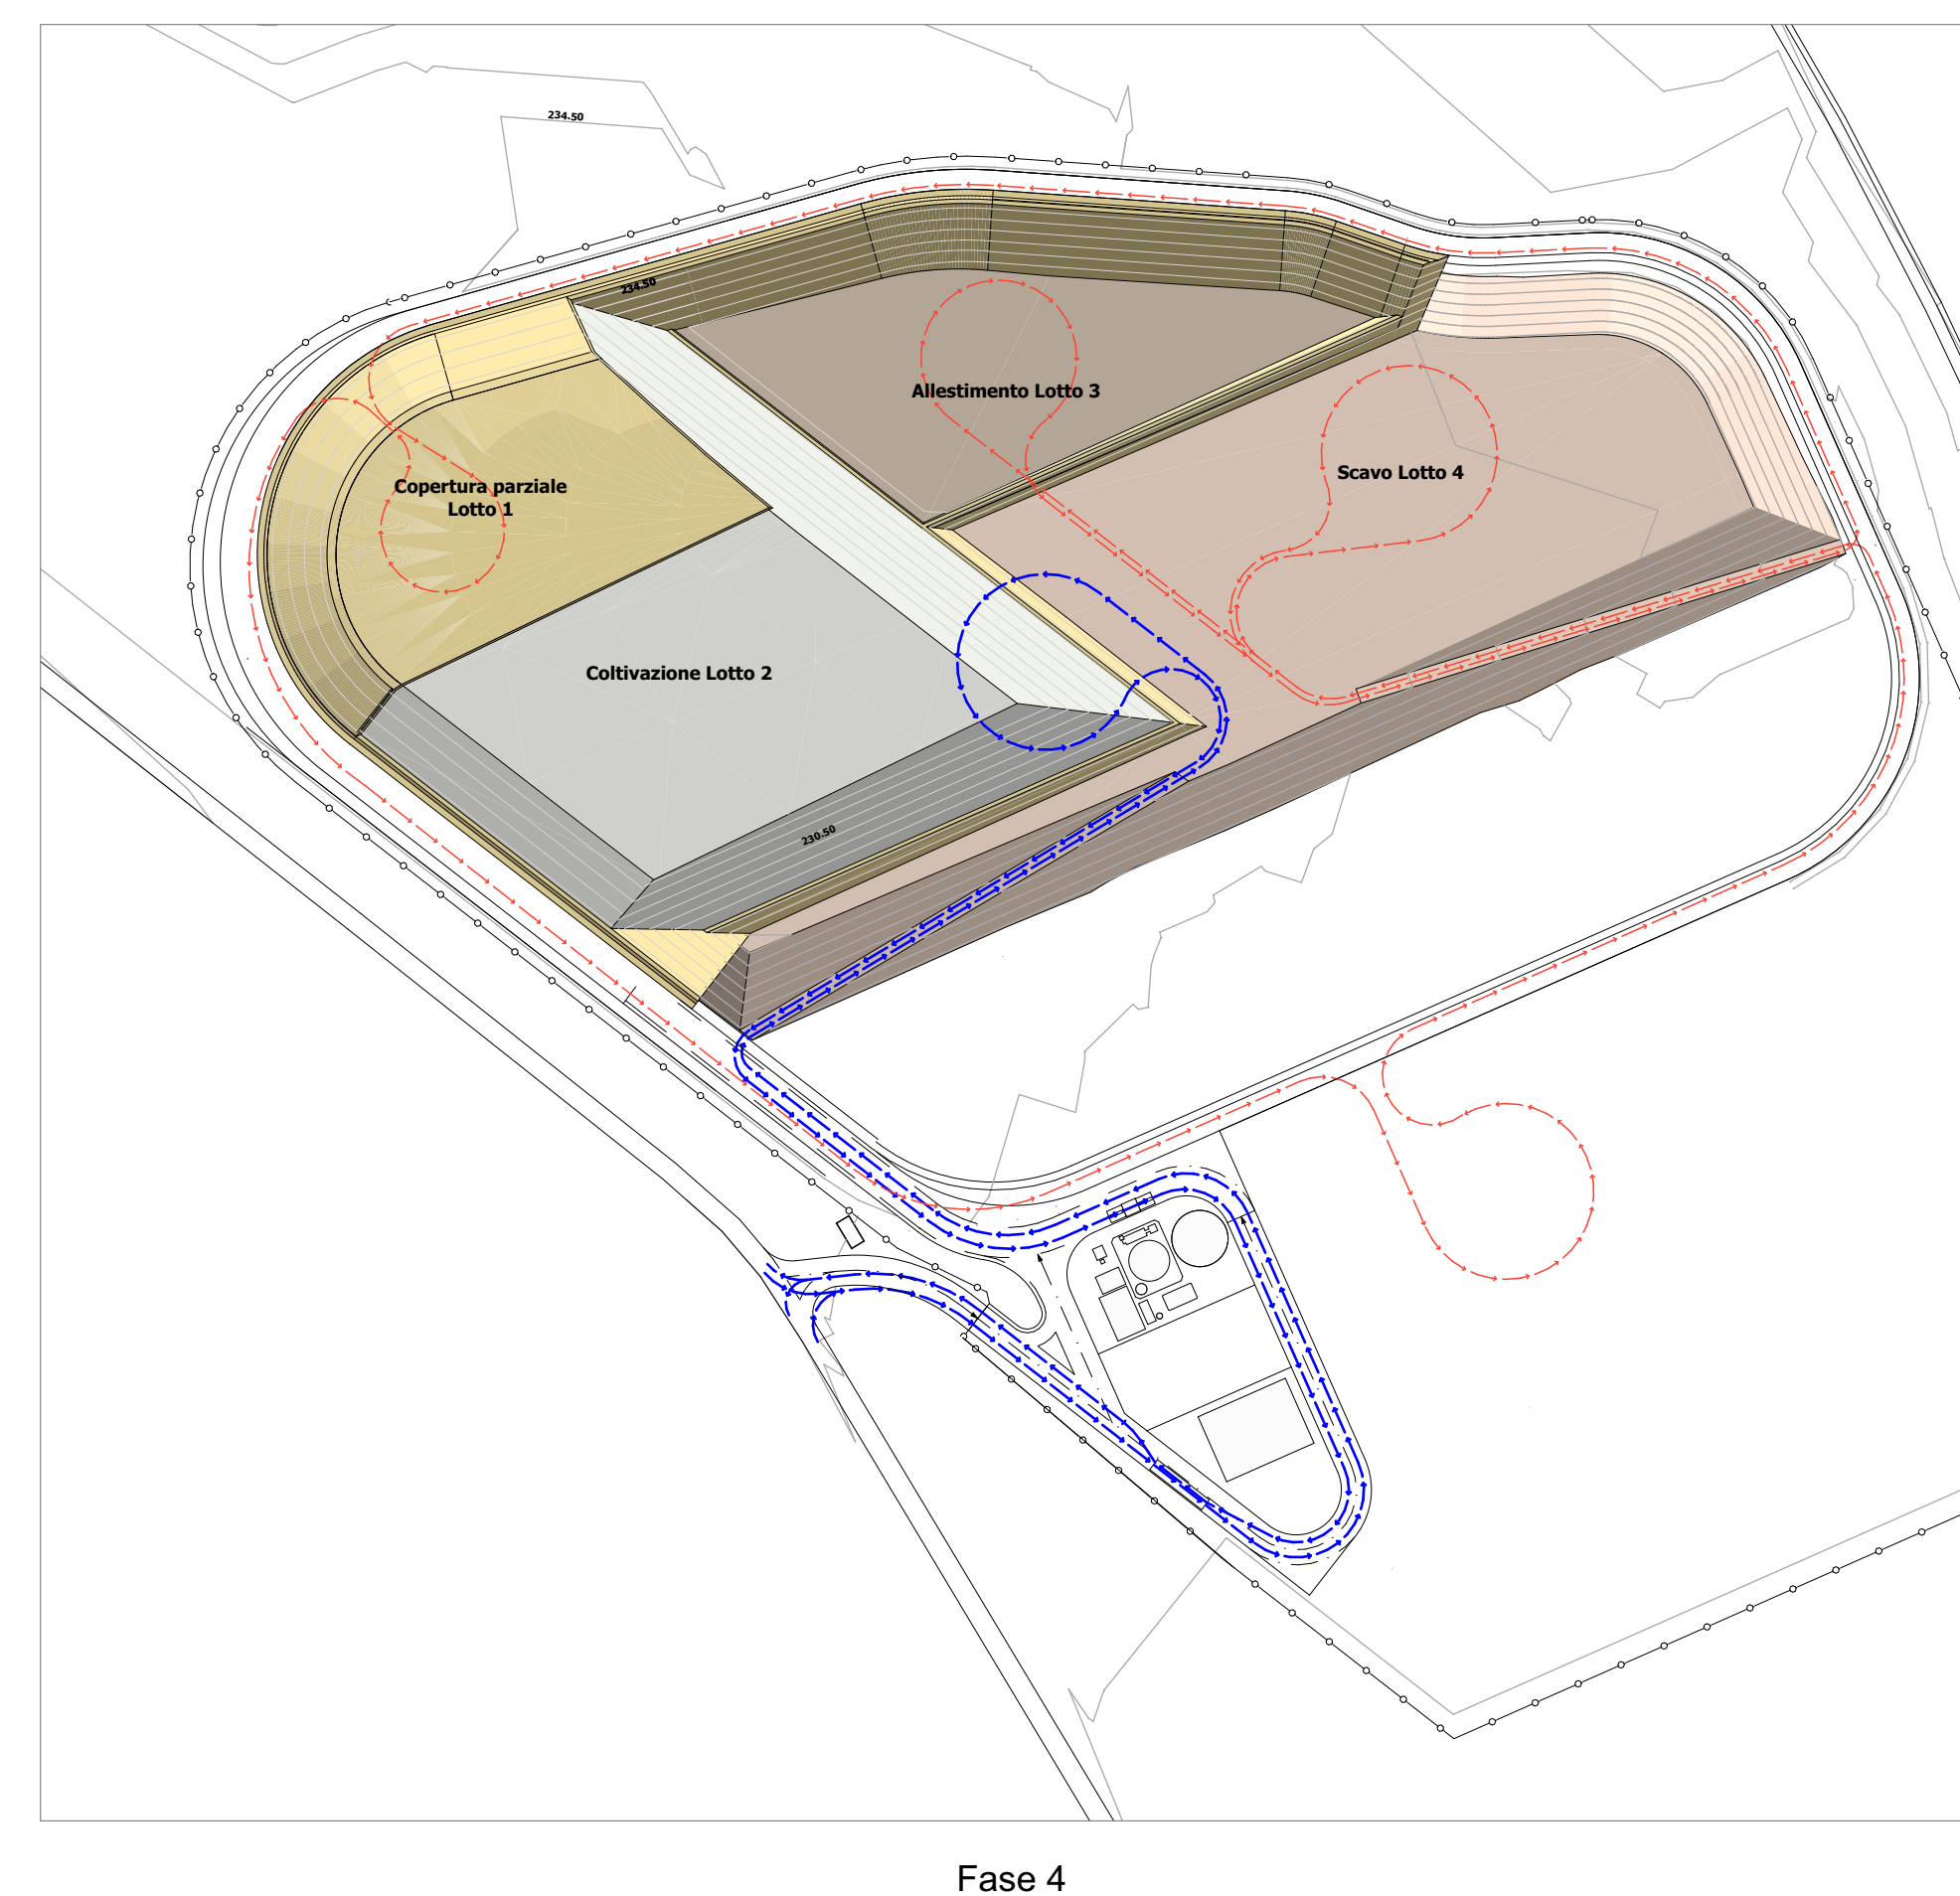 234.50
234.50
Allestimento Lotto 3
Scavo Lotto 4
Copertura parziale
Lotto 1
Coltivazione Lotto 2
230.50
Fase 4